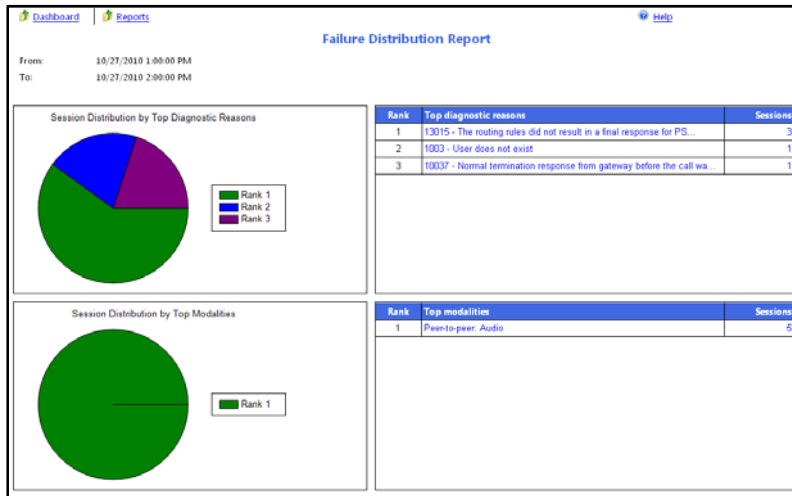 Dashboard Reports Help
Failure Distribution Report
From: 10/27/2010 1:00:00 PM
To: 10/27/2010 2:00:00 PM
Session Distribution by Top Diagnostic Reasons
Rank 1
Rank 2
Rank 3
Rank Top diagnostic reasons Sessions
1 13015 - The routing rules did not result in a final response for PS... 3
2 1003 - User does not exist 1
3 10037 - Normal termination response from gateway before the call wa... 1
Session Distribution by Top Modalities
Rank 1
Rank Top modalities Sessions
1 Peer-to-peer: Audio 5